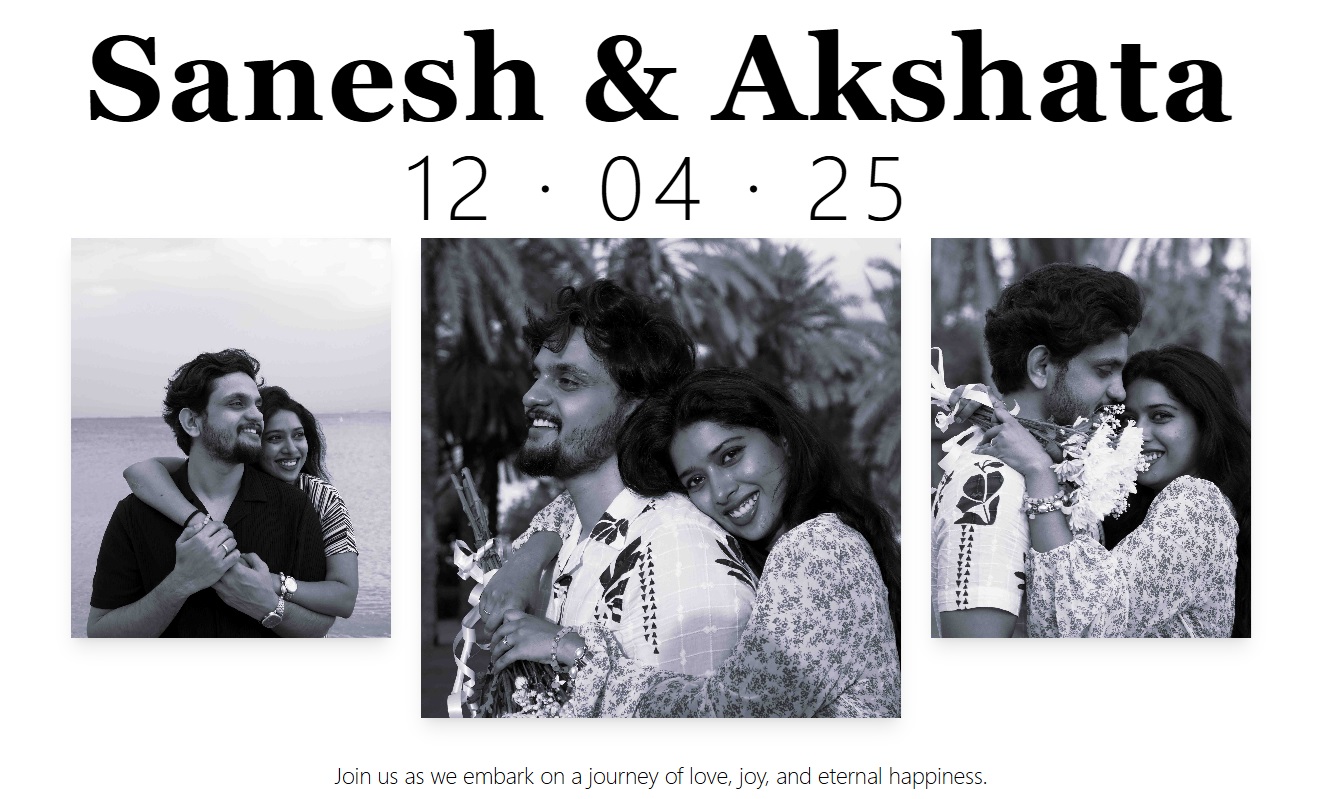 Sanesh & Akshata
12 · 04 · 25
Join us as we embark on a journey of love, joy, and eternal happiness.